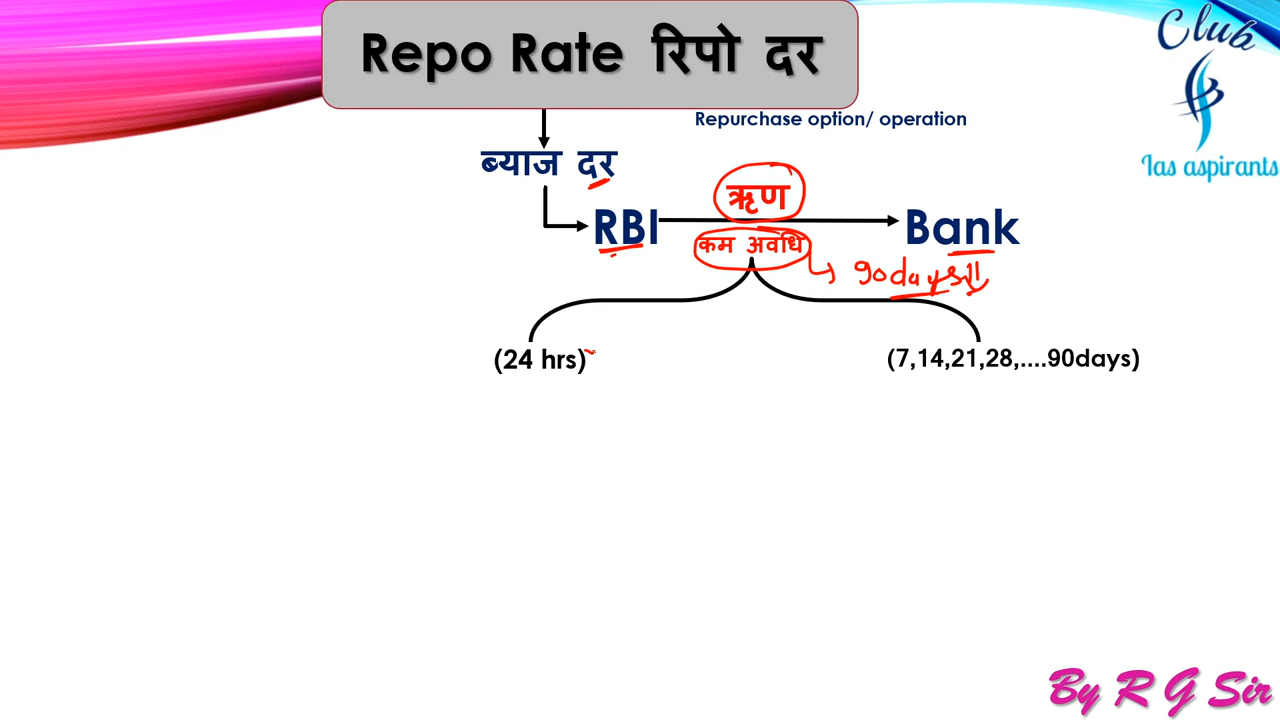 Repo Rate रिपो दर
Club
Ias aspirants
Repurchase option/ operation
ब्याज दर
RBI
ऋण
Bank
कम अवधि
90days
(24 hrs)
(7,14,21,28,....90days)
By R G Sir